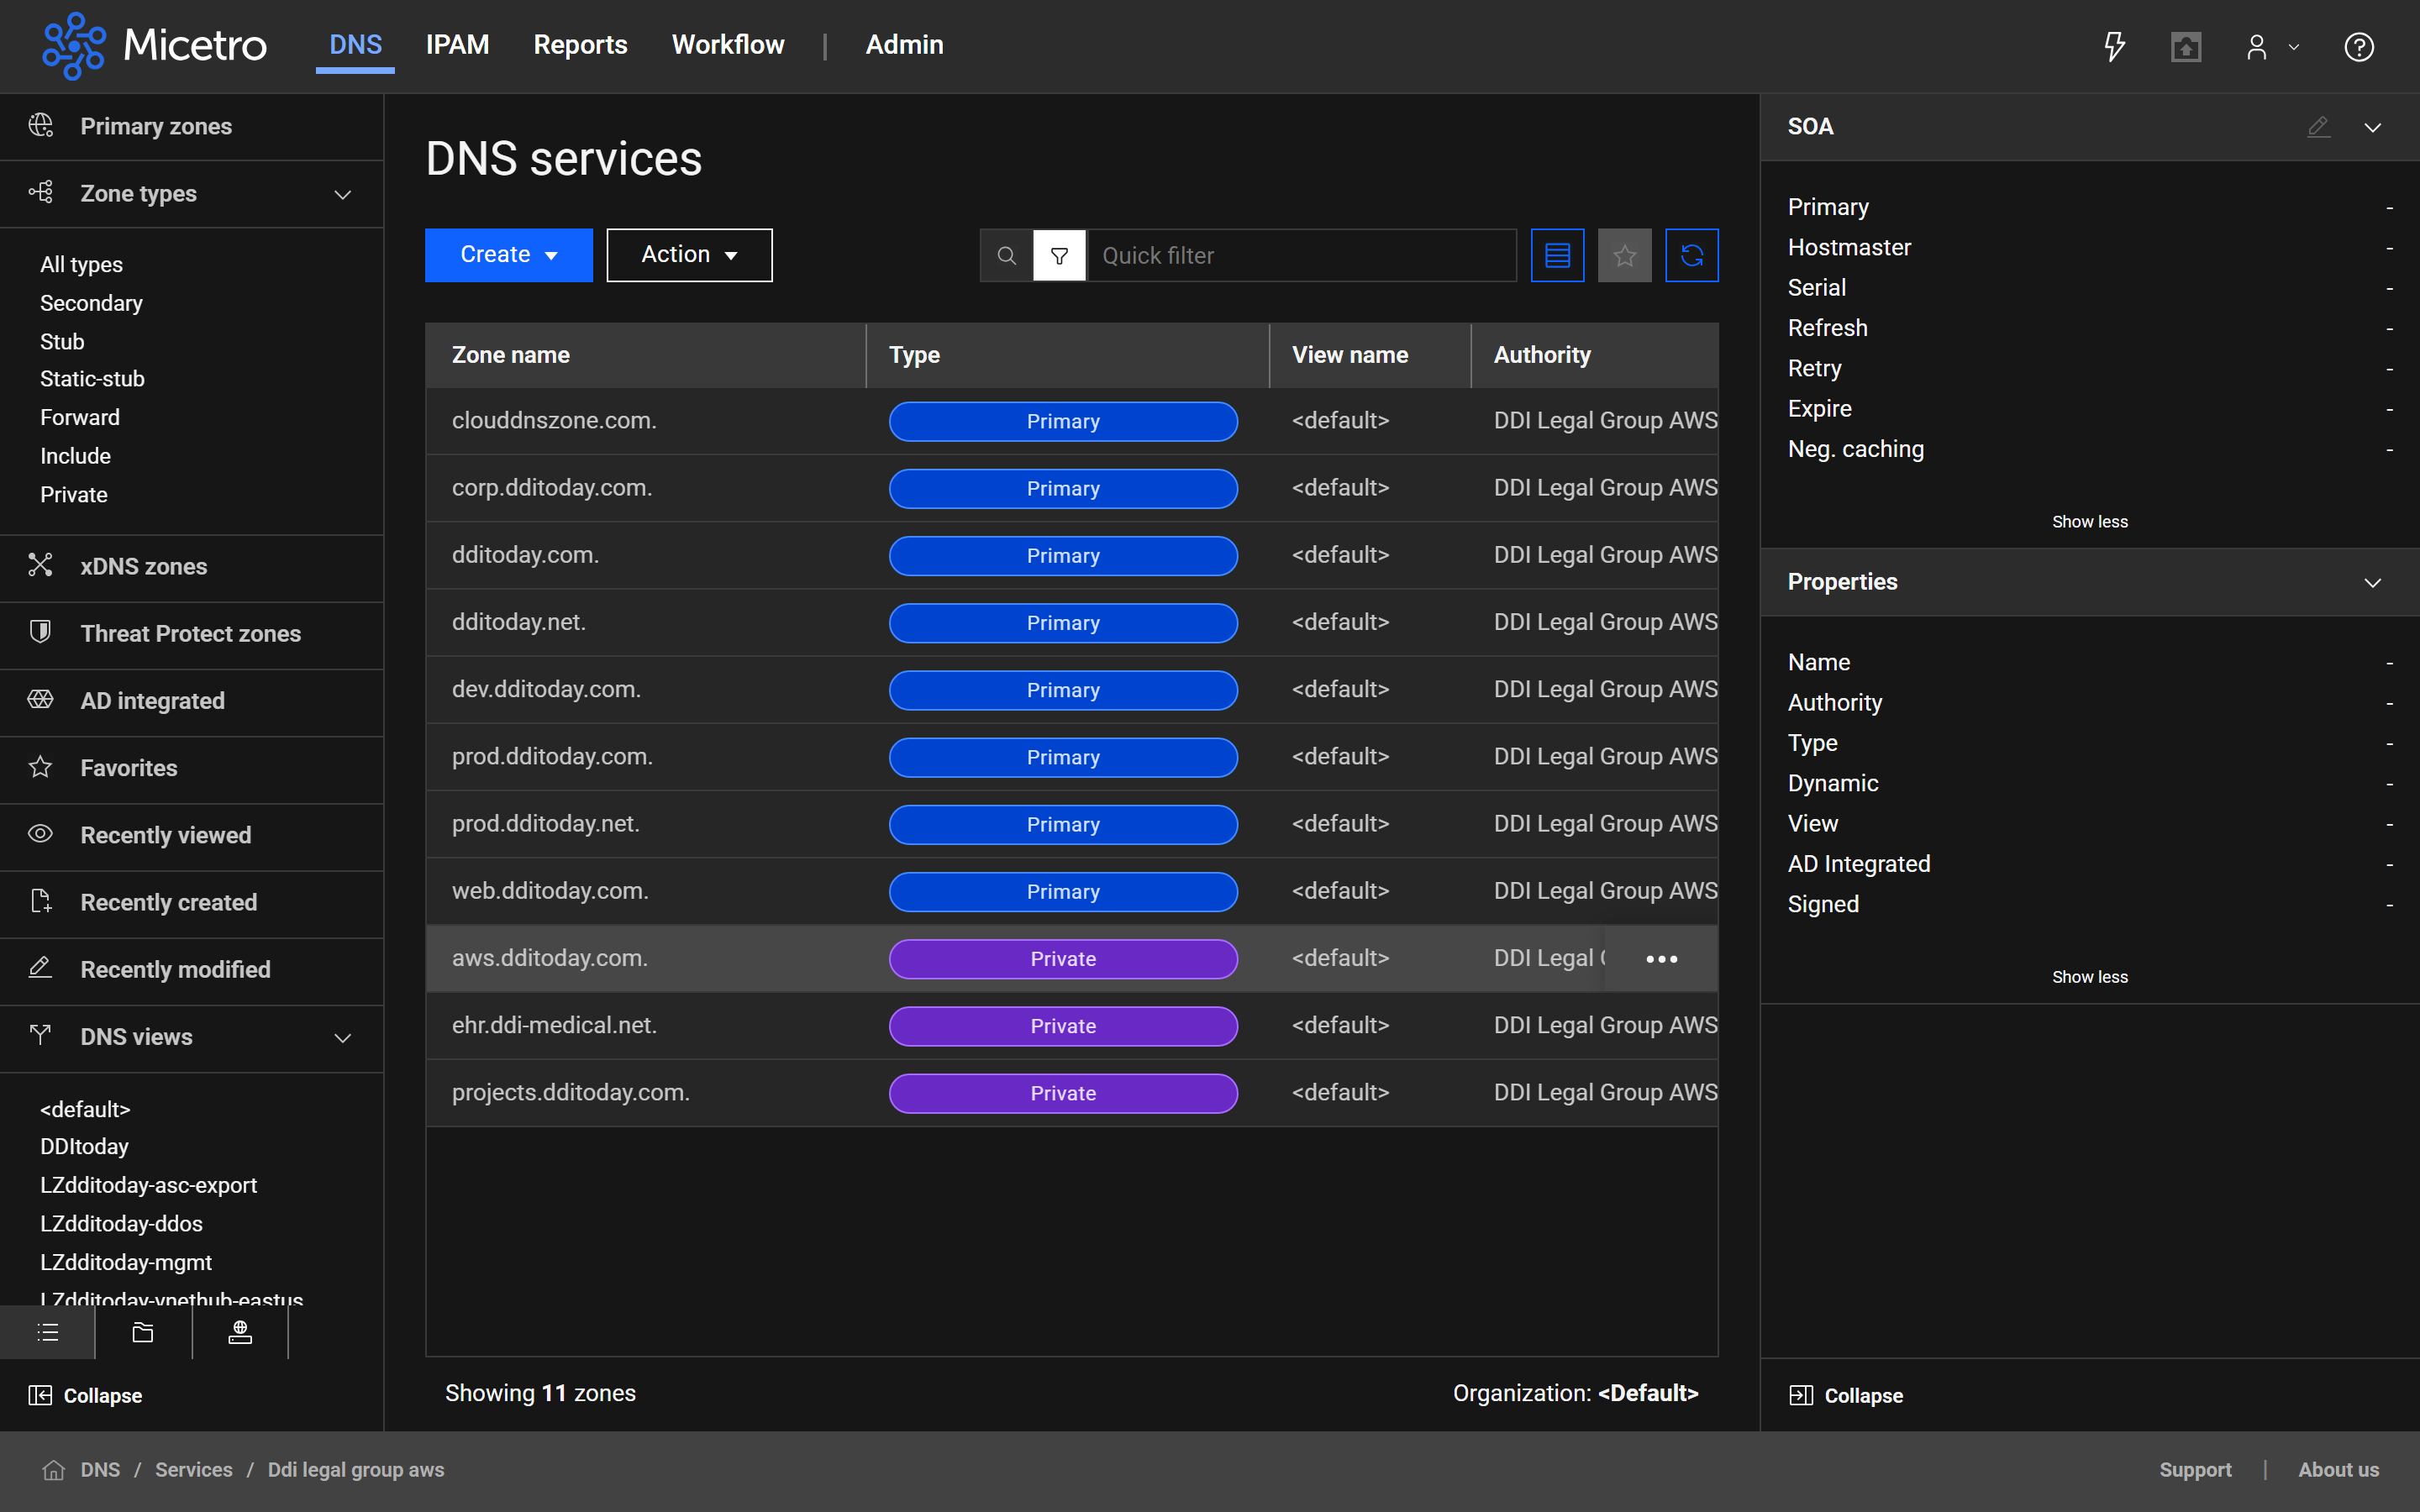 Micetro
DNS
IPAM
Reports
Workflow
|
Admin
Primary zones
Zone types
All types
Secondary
Stub
Static-stub
Forward
Include
Private
xDNS zones
Threat Protect zones
AD integrated
Favorites
Recently viewed
Recently created
Recently modified
DNS views
<default>
DDItoday
LZdditoday-asc-export
LZdditoday-ddos
LZdditoday-mgmt
LZdditoday-vnethub-eastus
Collapse
DNS services
Create
Action
Quick filter
Zone name Type View name Authority
clouddnszone.com. Primary <default> DDI Legal Group AWS
corp.dditoday.com. Primary <default> DDI Legal Group AWS
dditoday.com. Primary <default> DDI Legal Group AWS
dditoday.net. Primary <default> DDI Legal Group AWS
dev.dditoday.com. Primary <default> DDI Legal Group AWS
prod.dditoday.com. Primary <default> DDI Legal Group AWS
prod.dditoday.net. Primary <default> DDI Legal Group AWS
web.dditoday.com. Primary <default> DDI Legal Group AWS
aws.dditoday.com. Private <default> DDI Legal
ehr.ddi-medical.net. Private <default> DDI Legal Group AWS
projects.dditoday.com. Private <default> DDI Legal Group AWS
Showing 11 zones
Organization: <Default>
SOA
Primary -
Hostmaster -
Serial -
Refresh -
Retry -
Expire -
Neg. caching -
Show less
Properties
Name -
Authority -
Type -
Dynamic -
View -
AD Integrated -
Signed -
Show less
Collapse
DNS / Services / Ddi legal group aws
Support | About us